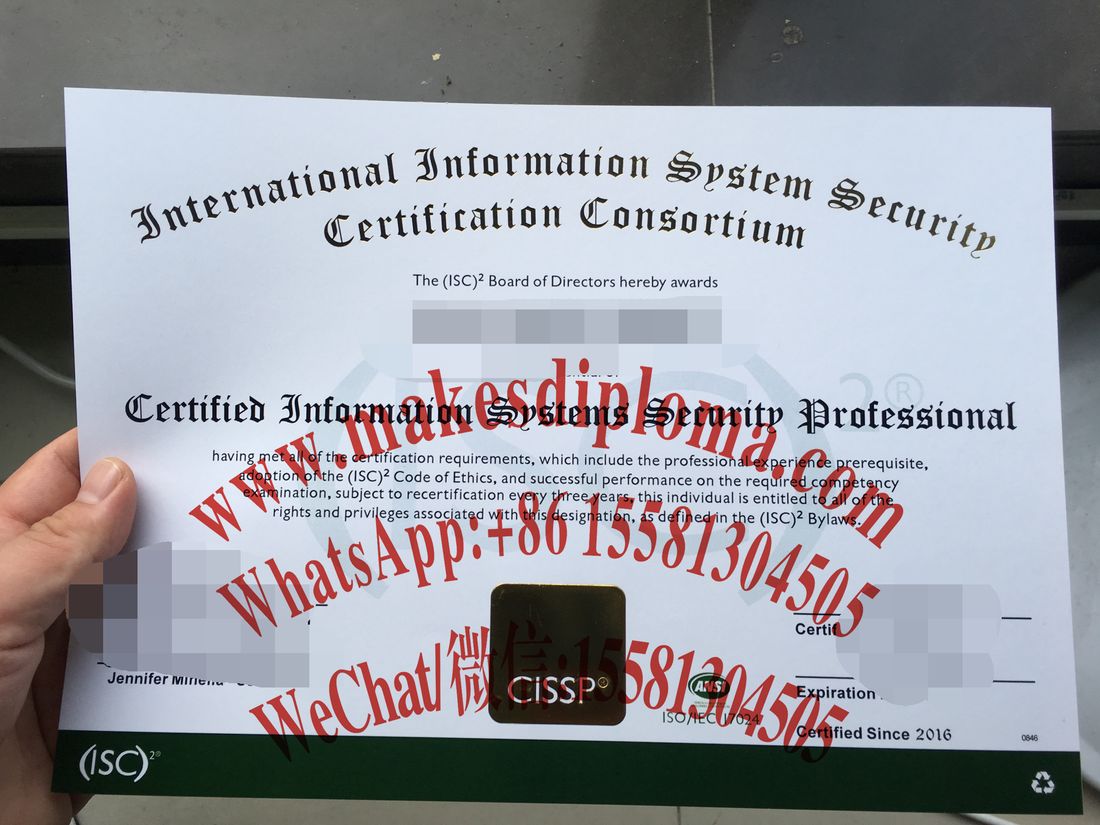 International Information System Security
Certification Consortium
The (ISC)² Board of Directors hereby awards
2®
www.makesdiploma.com
Certified Information Systems Security Professional
having met all of the certification requirements, which include the professional experience prerequisite,
adoption of the (ISC)² Code of Ethics, and successful performance on the required competency
examination, subject to recertification every three years, this individual is entitled to all of the
rights and privileges associated with this designation, as defined in the (ISC)² Bylaws.
WhatsApp:+86 15581304505
WeChat/微信:15581304505
CISSP®
Jennifer
ANSI
ISO/IEC 17024
Expiration
Certified Since 2016
0846
(ISC)²®